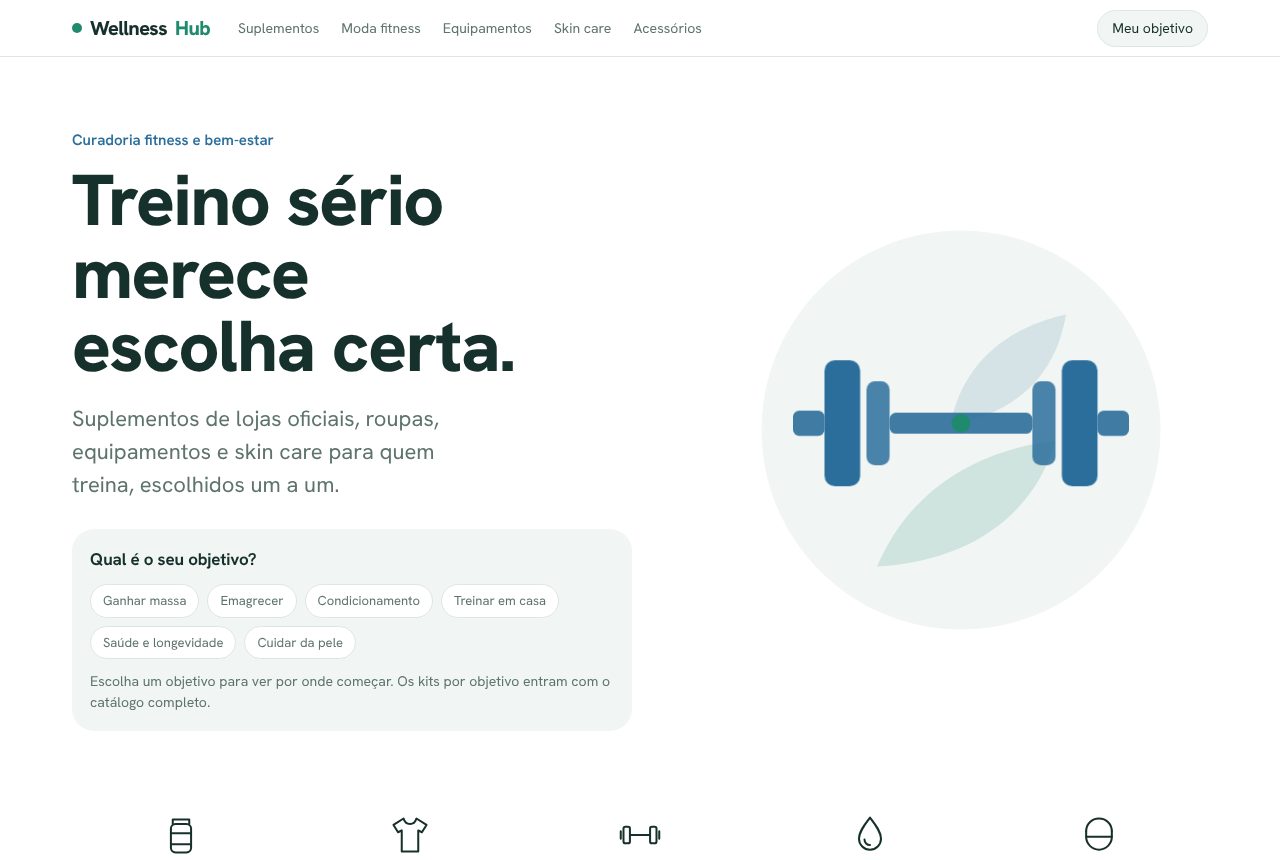 Wellness Hub
Suplementos
Moda fitness
Equipamentos
Skin care
Acessórios
Meu objetivo
Curadoria fitness e bem-estar
Treino sério
merece
escolha certa.
Suplementos de lojas oficiais, roupas,
equipamentos e skin care para quem
treina, escolhidos um a um.
Qual é o seu objetivo?
Ganhar massa
Emagrecer
Condicionamento
Treinar em casa
Saúde e longevidade
Cuidar da pele
Escolha um objetivo para ver por onde começar. Os kits por objetivo entram com o
catálogo completo.